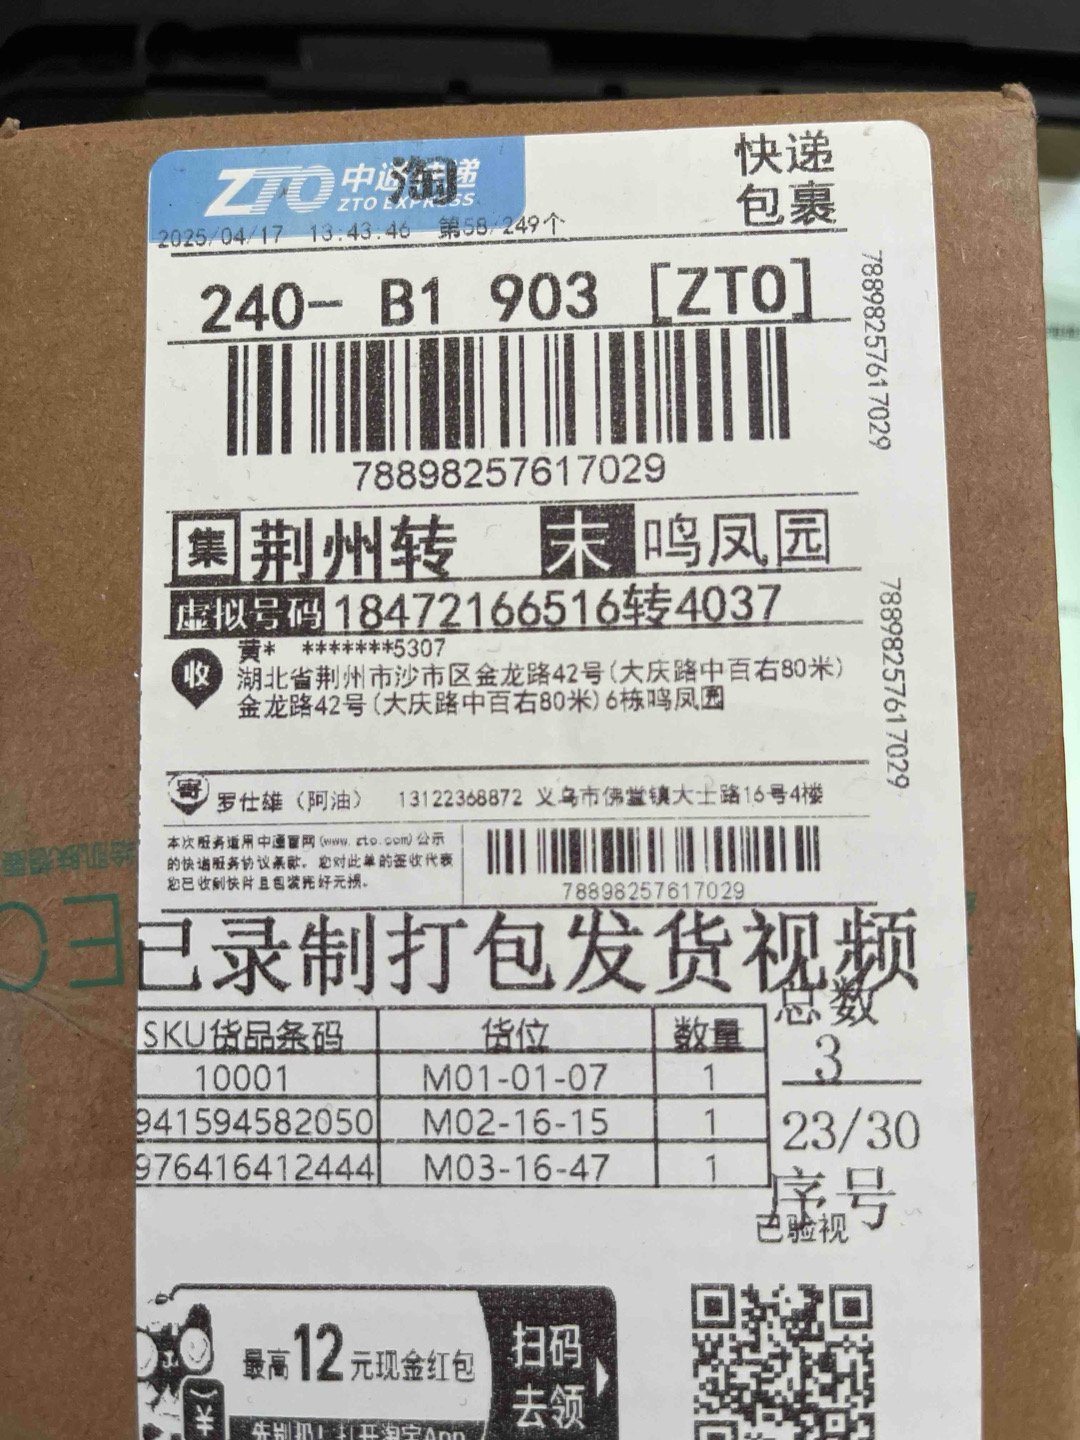 ZTO 中通快递
ZTO EXPRESS
淘
快递
包裹
2025/04/17 13:43:46 第58/249个
240- B1 903 [ZTO]
78898257617029
78898257617029
集 荆州转 末 鸣凤园
虚拟号码 18472166516转4037
收 黄* *******5307
湖北省荆州市沙市区金龙路42号(大庆路中百右80米)
金龙路42号(大庆路中百右80米)6栋鸣凤园
78898257617029
寄 罗仕雄（阿油） 13122368872 义乌市佛堂镇大士路16号4楼
本次服务适用中通官网(www.zto.com)公示
的快递服务协议条款。您对此单的签收代表
您已收到快件且包装完好无损。
78898257617029
已录制打包发货视频
SKU货品条码 货位 数量
10001 M01-01-07 1
941594582050 M02-16-15 1
976416412444 M03-16-47 1
总数
3
23/30
序号
已验视
最高12元现金红包
扫码
去领
先别扔!打开淘宝App